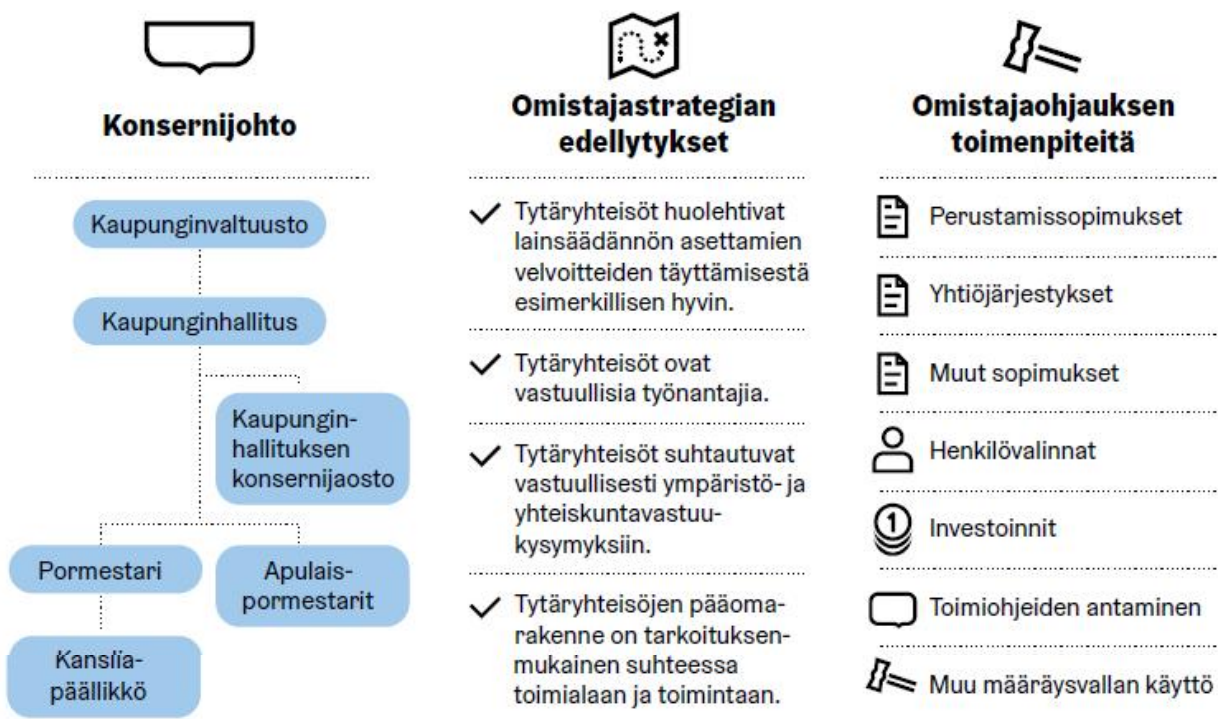 Konsernijohto
Kaupunginvaltuusto
Kaupunginhallitus
Kaupungin-
hallituksen
konsernijaosto
Pormestari
Apulais-
pormestarit
Kanslia-
päällikkö
Omistajastrategian
edellytykset
Tytäryhteisöt huolehtivat
lainsäädännön asettamien
velvoitteiden täyttämisestä
esimerkillisen hyvin.
Tytäryhteisöt ovat
vastuullisia työnantajia.
Tytäryhteisöt suhtautuvat
vastuullisesti ympäristö- ja
yhteiskuntavastuu-
kysymyksiin.
Tytäryhteisöjen pääoma-
rakenne on tarkoituksen-
mukainen suhteessa
toimialaan ja toimintaan.
Omistajaohjauksen
toimenpiteitä
Perustamissopimukset
Yhtiöjärjestykset
Muut sopimukset
Henkilövalinnat
1
Investoinnit
Toimiohjeiden antaminen
Muu määräysvallan käyttö